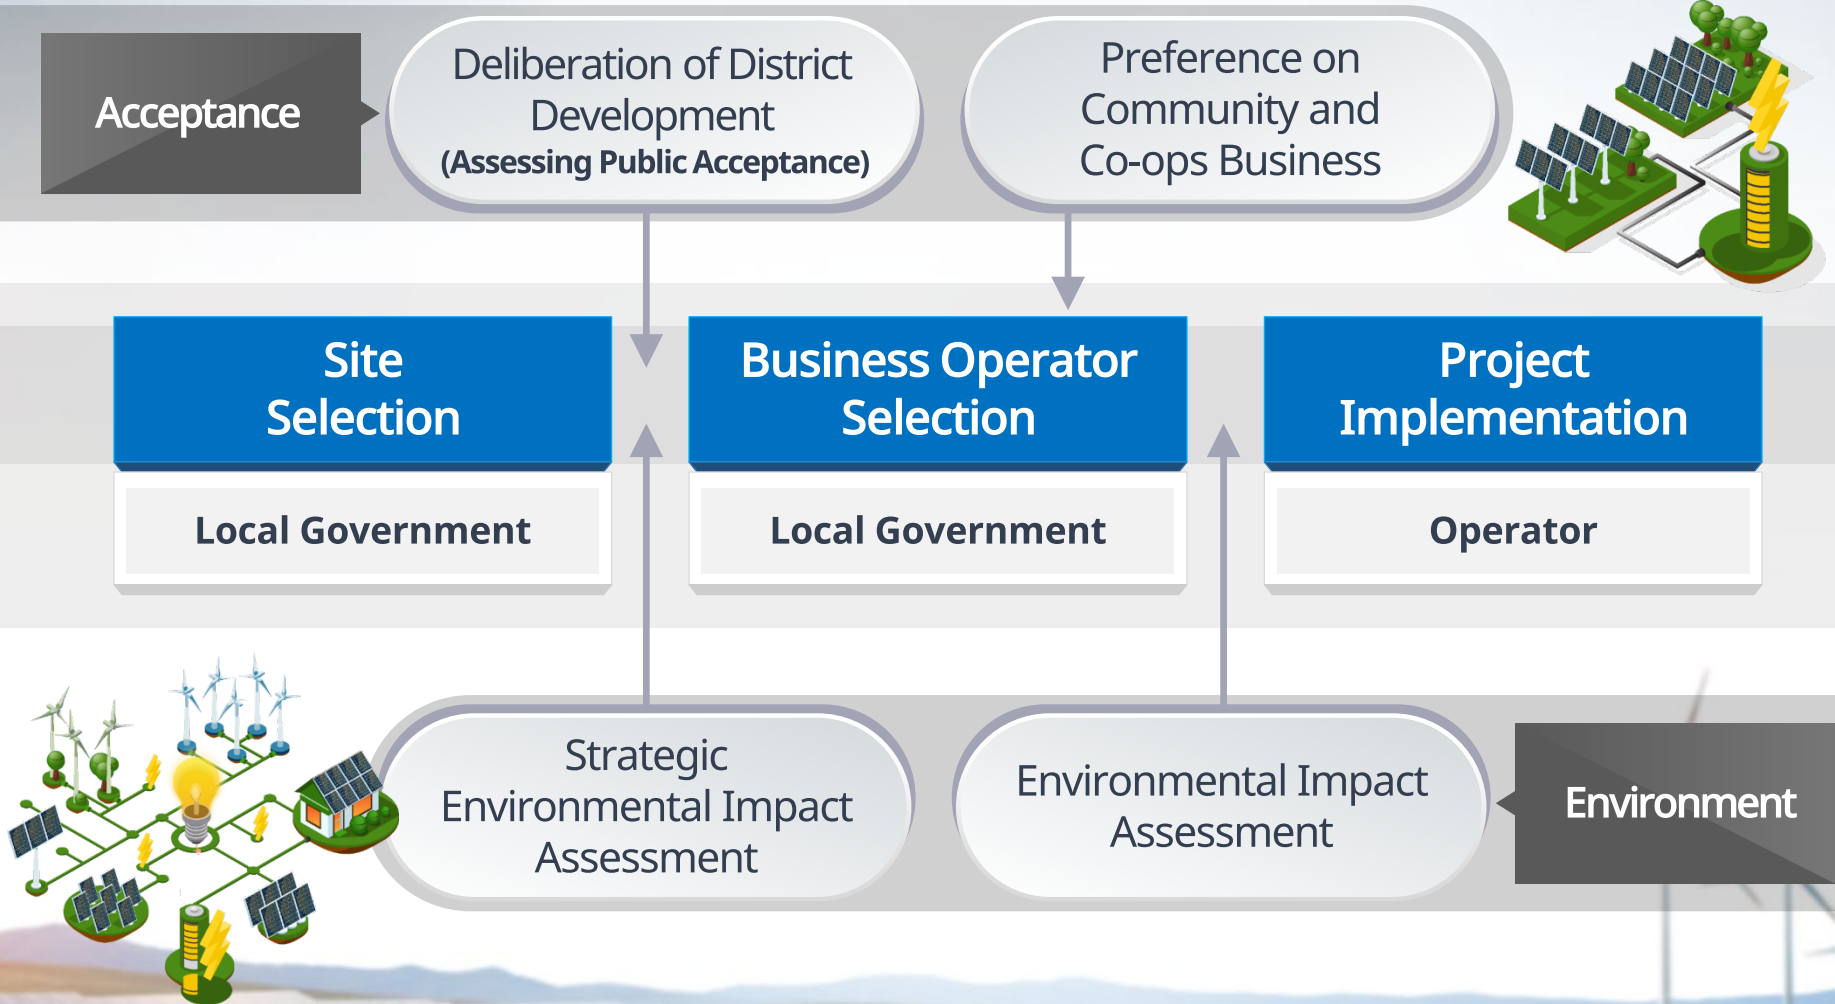 Acceptance
Deliberation of District
Development
(Assessing Public Acceptance)
Preference on
Community and
Co-ops Business
Site
Selection
Local Government
Business Operator
Selection
Local Government
Project
Implementation
Operator
Strategic
Environmental Impact
Assessment
Environmental Impact
Assessment
Environment